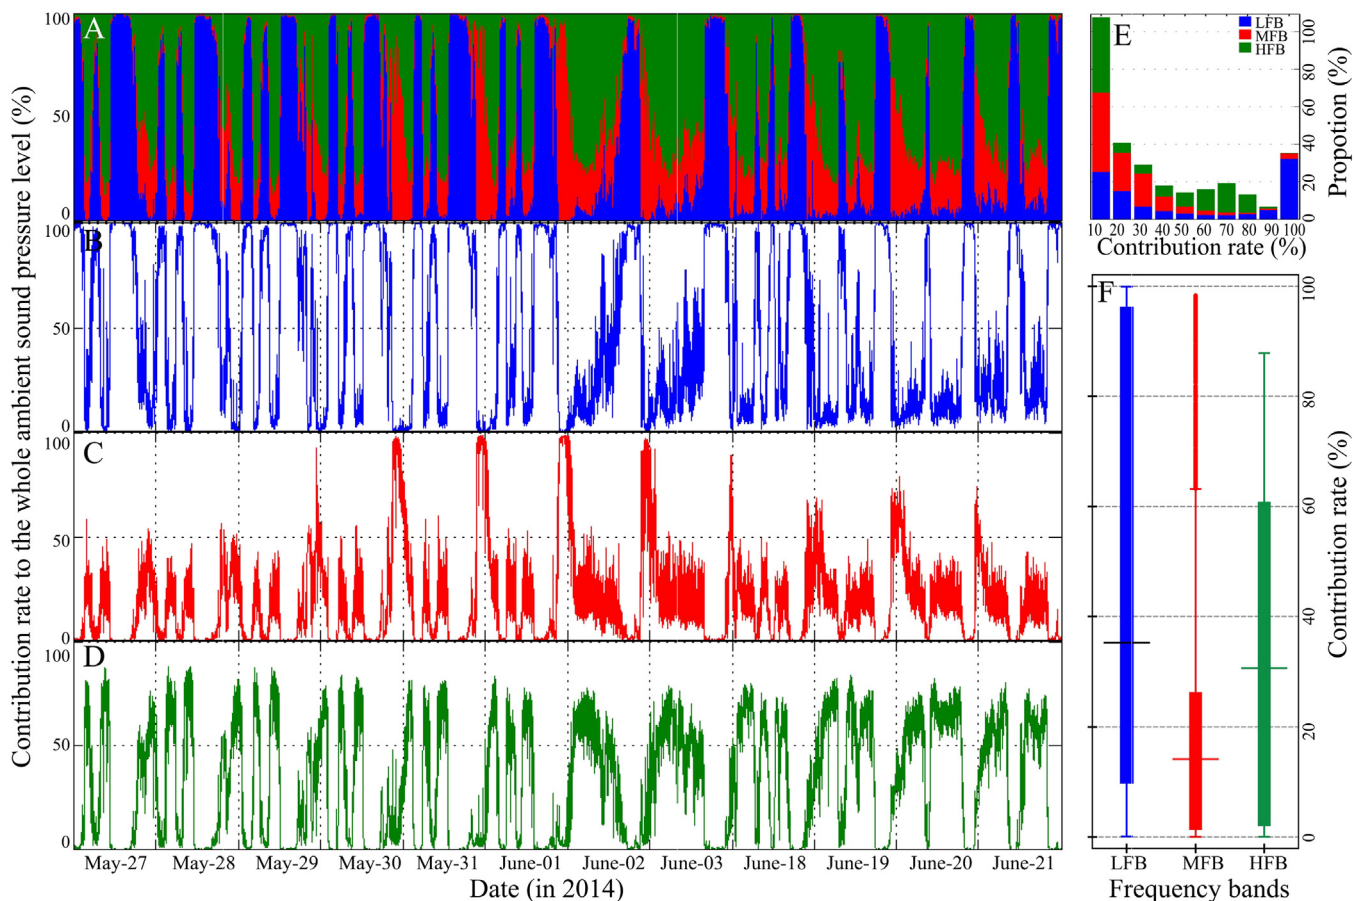 Contribution rate to the whole ambient sound pressure level (%)
A
100
50
0
B
100
50
0
C
100
50
0
D
100
50
0
May-27 May-28 May-29 May-30 May-31 June-01 June-02 June-03 June-18 June-19 June-20 June-21
Date (in 2014)
E
LFB
MFB
HFB
100
80
60
40
20
0
Propotion (%)
10 20 30 40 50 60 70 80 90 100
Contribution rate (%)
F
100
80
60
40
20
0
Contribution rate (%)
LFB MFB HFB
Frequency bands